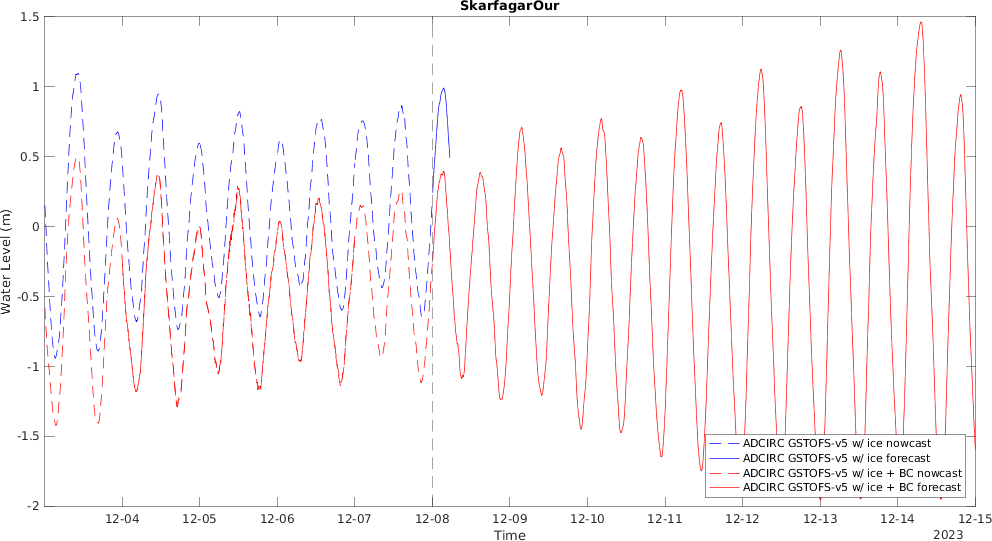 SkarfagarOur
1.5
1
0.5
0
-0.5
-1
-1.5
-2
Water Level (m)
ADCIRC GSTOFS-v5 w/ ice nowcast
ADCIRC GSTOFS-v5 w/ ice forecast
ADCIRC GSTOFS-v5 w/ ice + BC nowcast
ADCIRC GSTOFS-v5 w/ ice + BC forecast
12-04 12-05 12-06 12-07 12-08 12-09 12-10 12-11 12-12 12-13 12-14 12-15
Time
2023